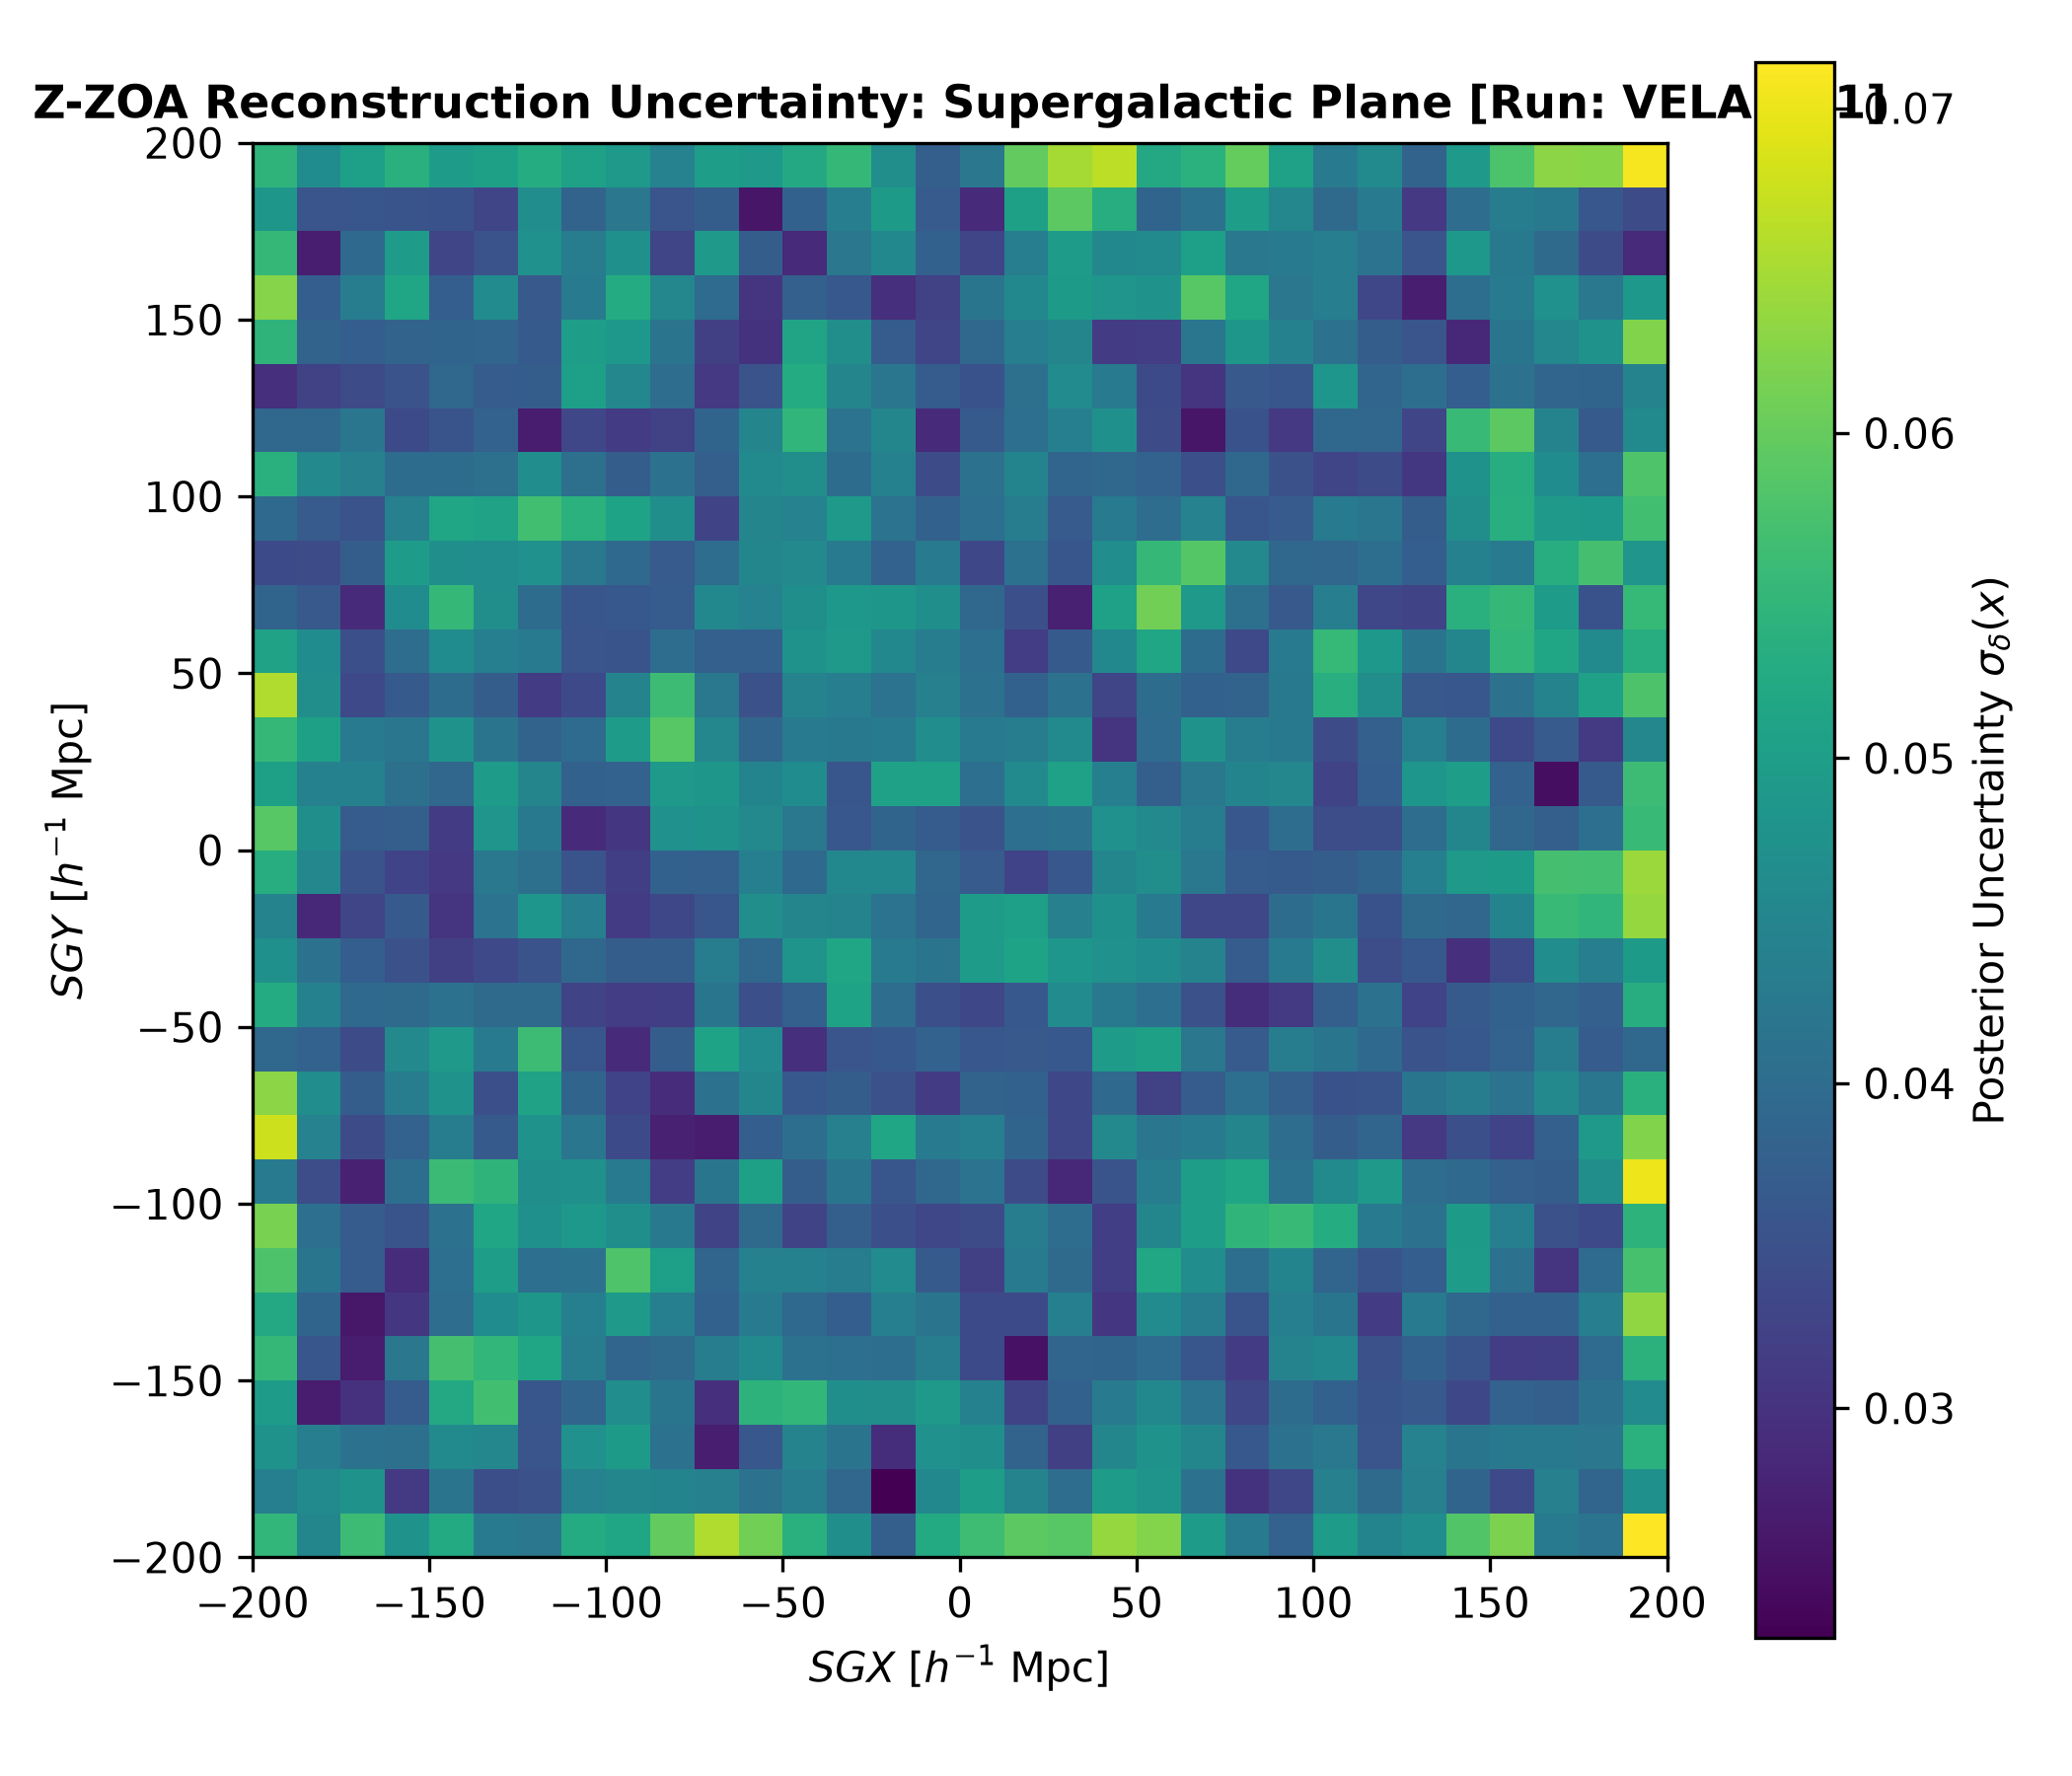 Z-ZOA Reconstruction Uncertainty: Supergalactic Plane [Run: VELA 1]
200
150
100
50
0
−50
−100
−150
−200
SGY [h⁻¹ Mpc]
−200 −150 −100 −50 0 50 100 150 200
SGX [h⁻¹ Mpc]
0.07
0.06
0.05
0.04
0.03
Posterior Uncertainty σ_δ(x)